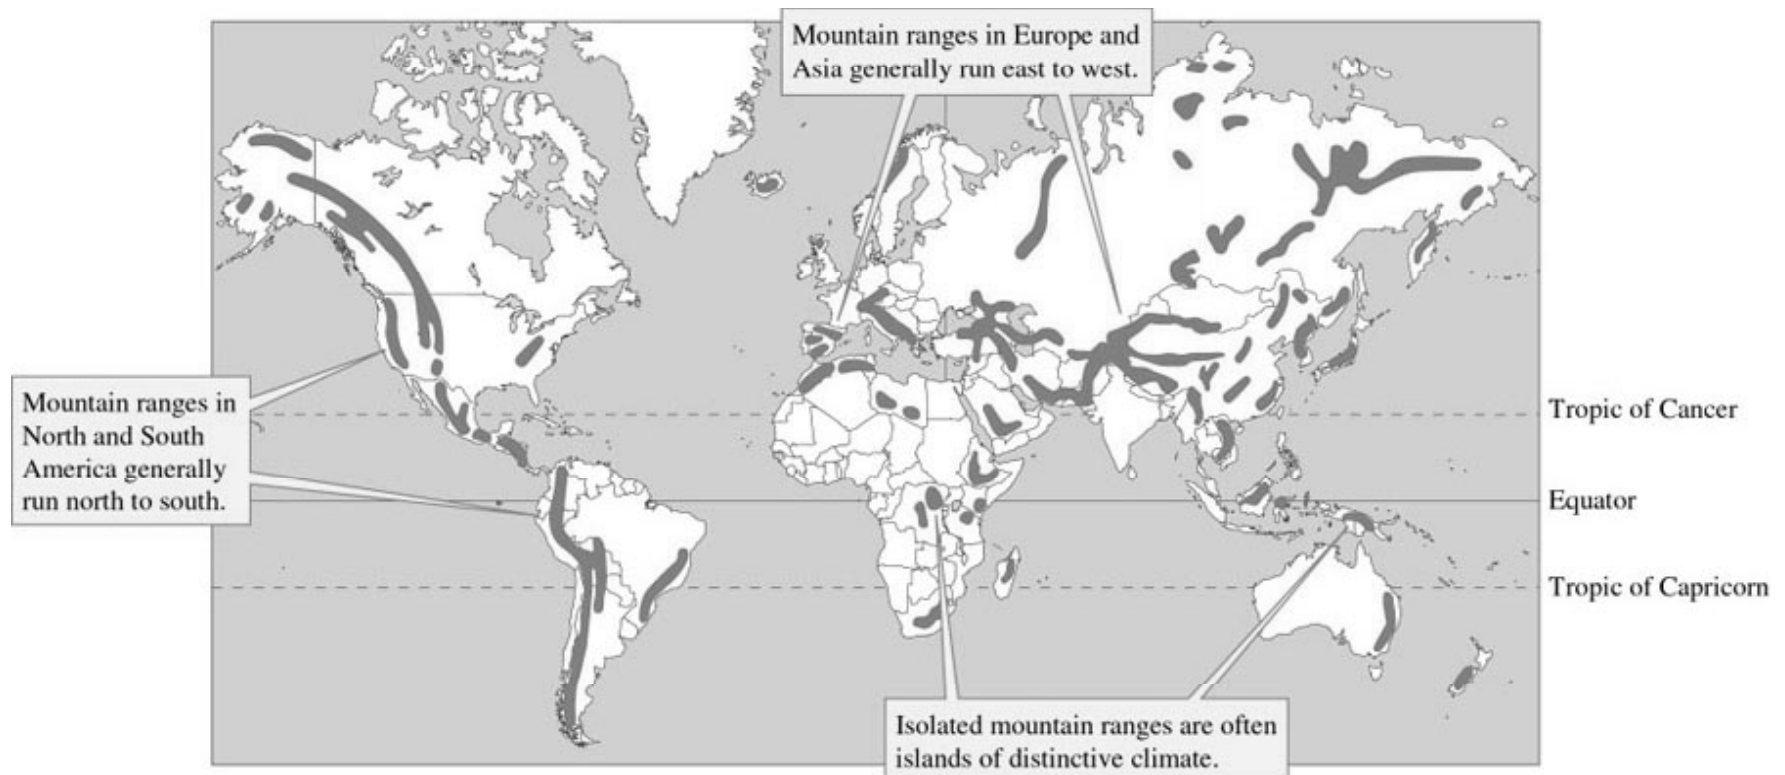 Mountain ranges in Europe and
Asia generally run east to west.
Mountain ranges in
North and South
America generally
run north to south.
Tropic of Cancer
Equator
Tropic of Capricorn
Isolated mountain ranges are often
islands of distinctive climate.